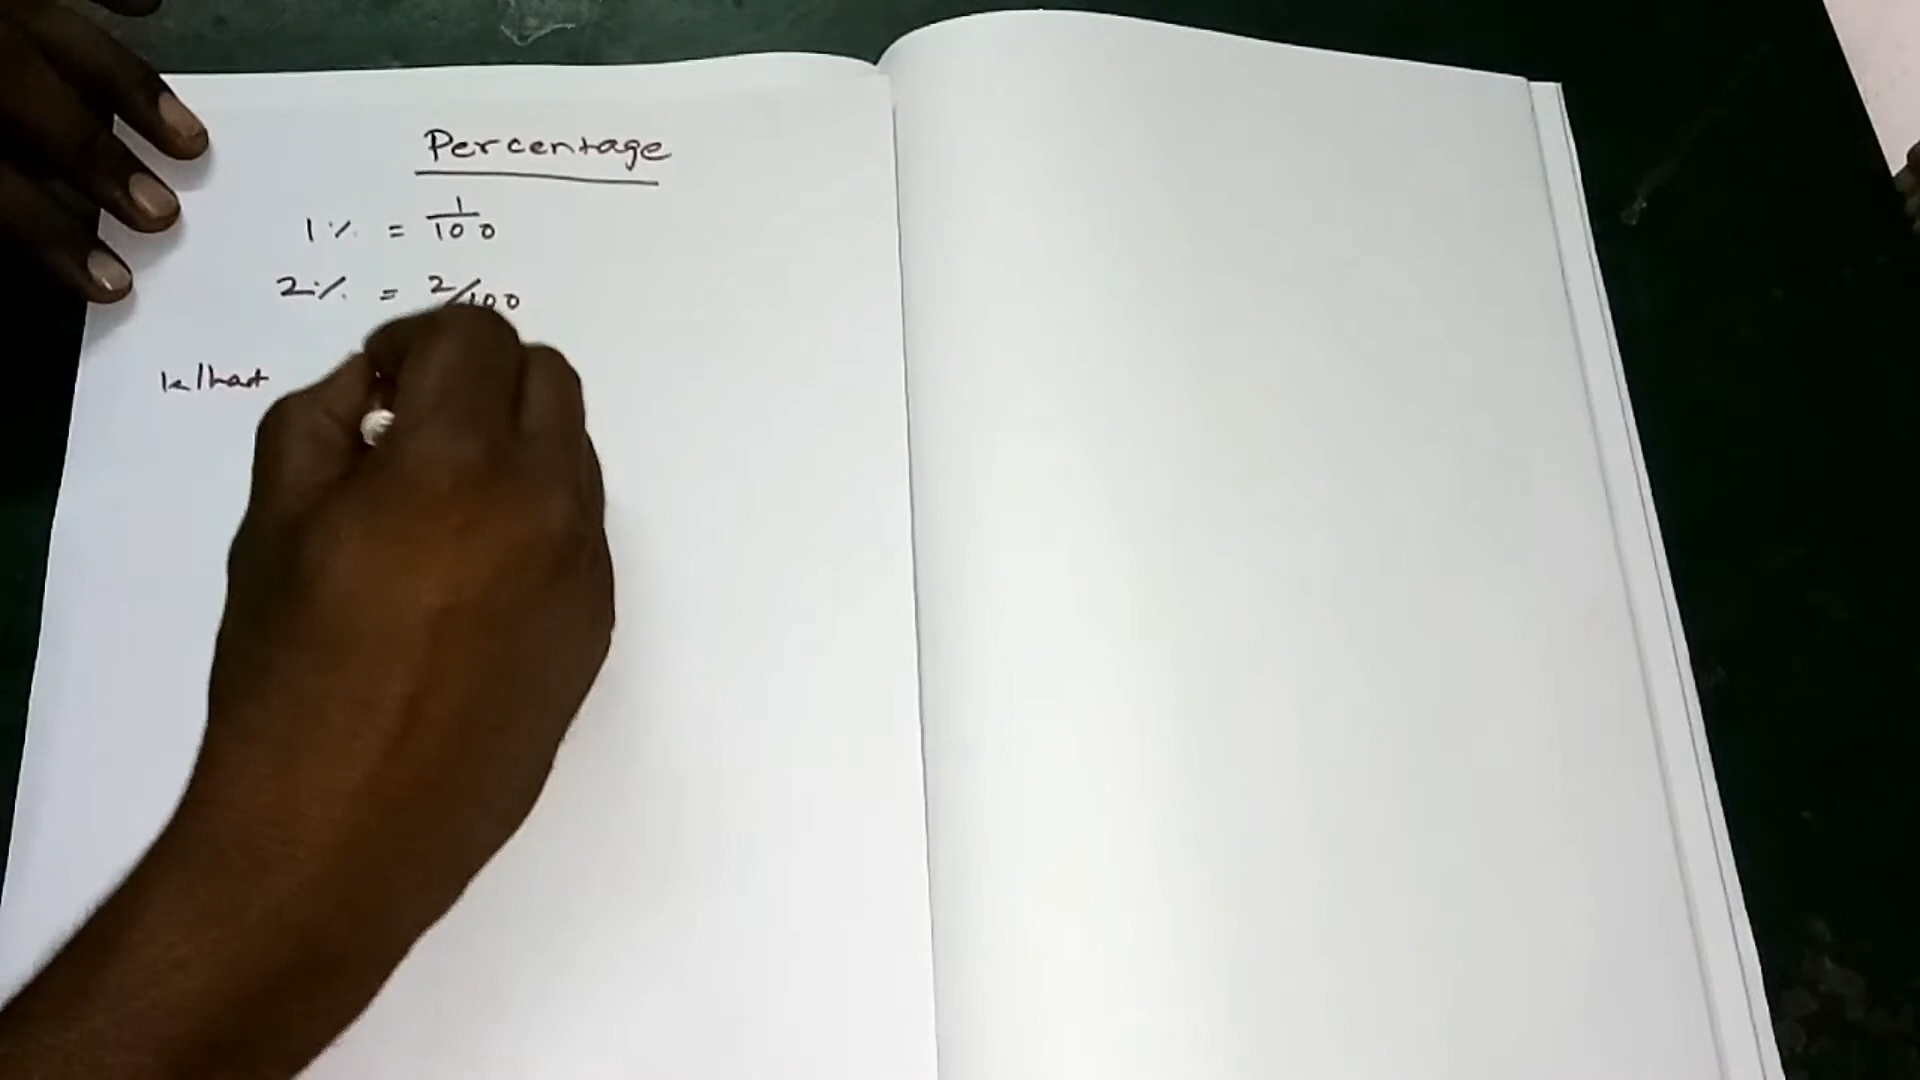 Percentage
1% = 1/100
2% = 2/100
What